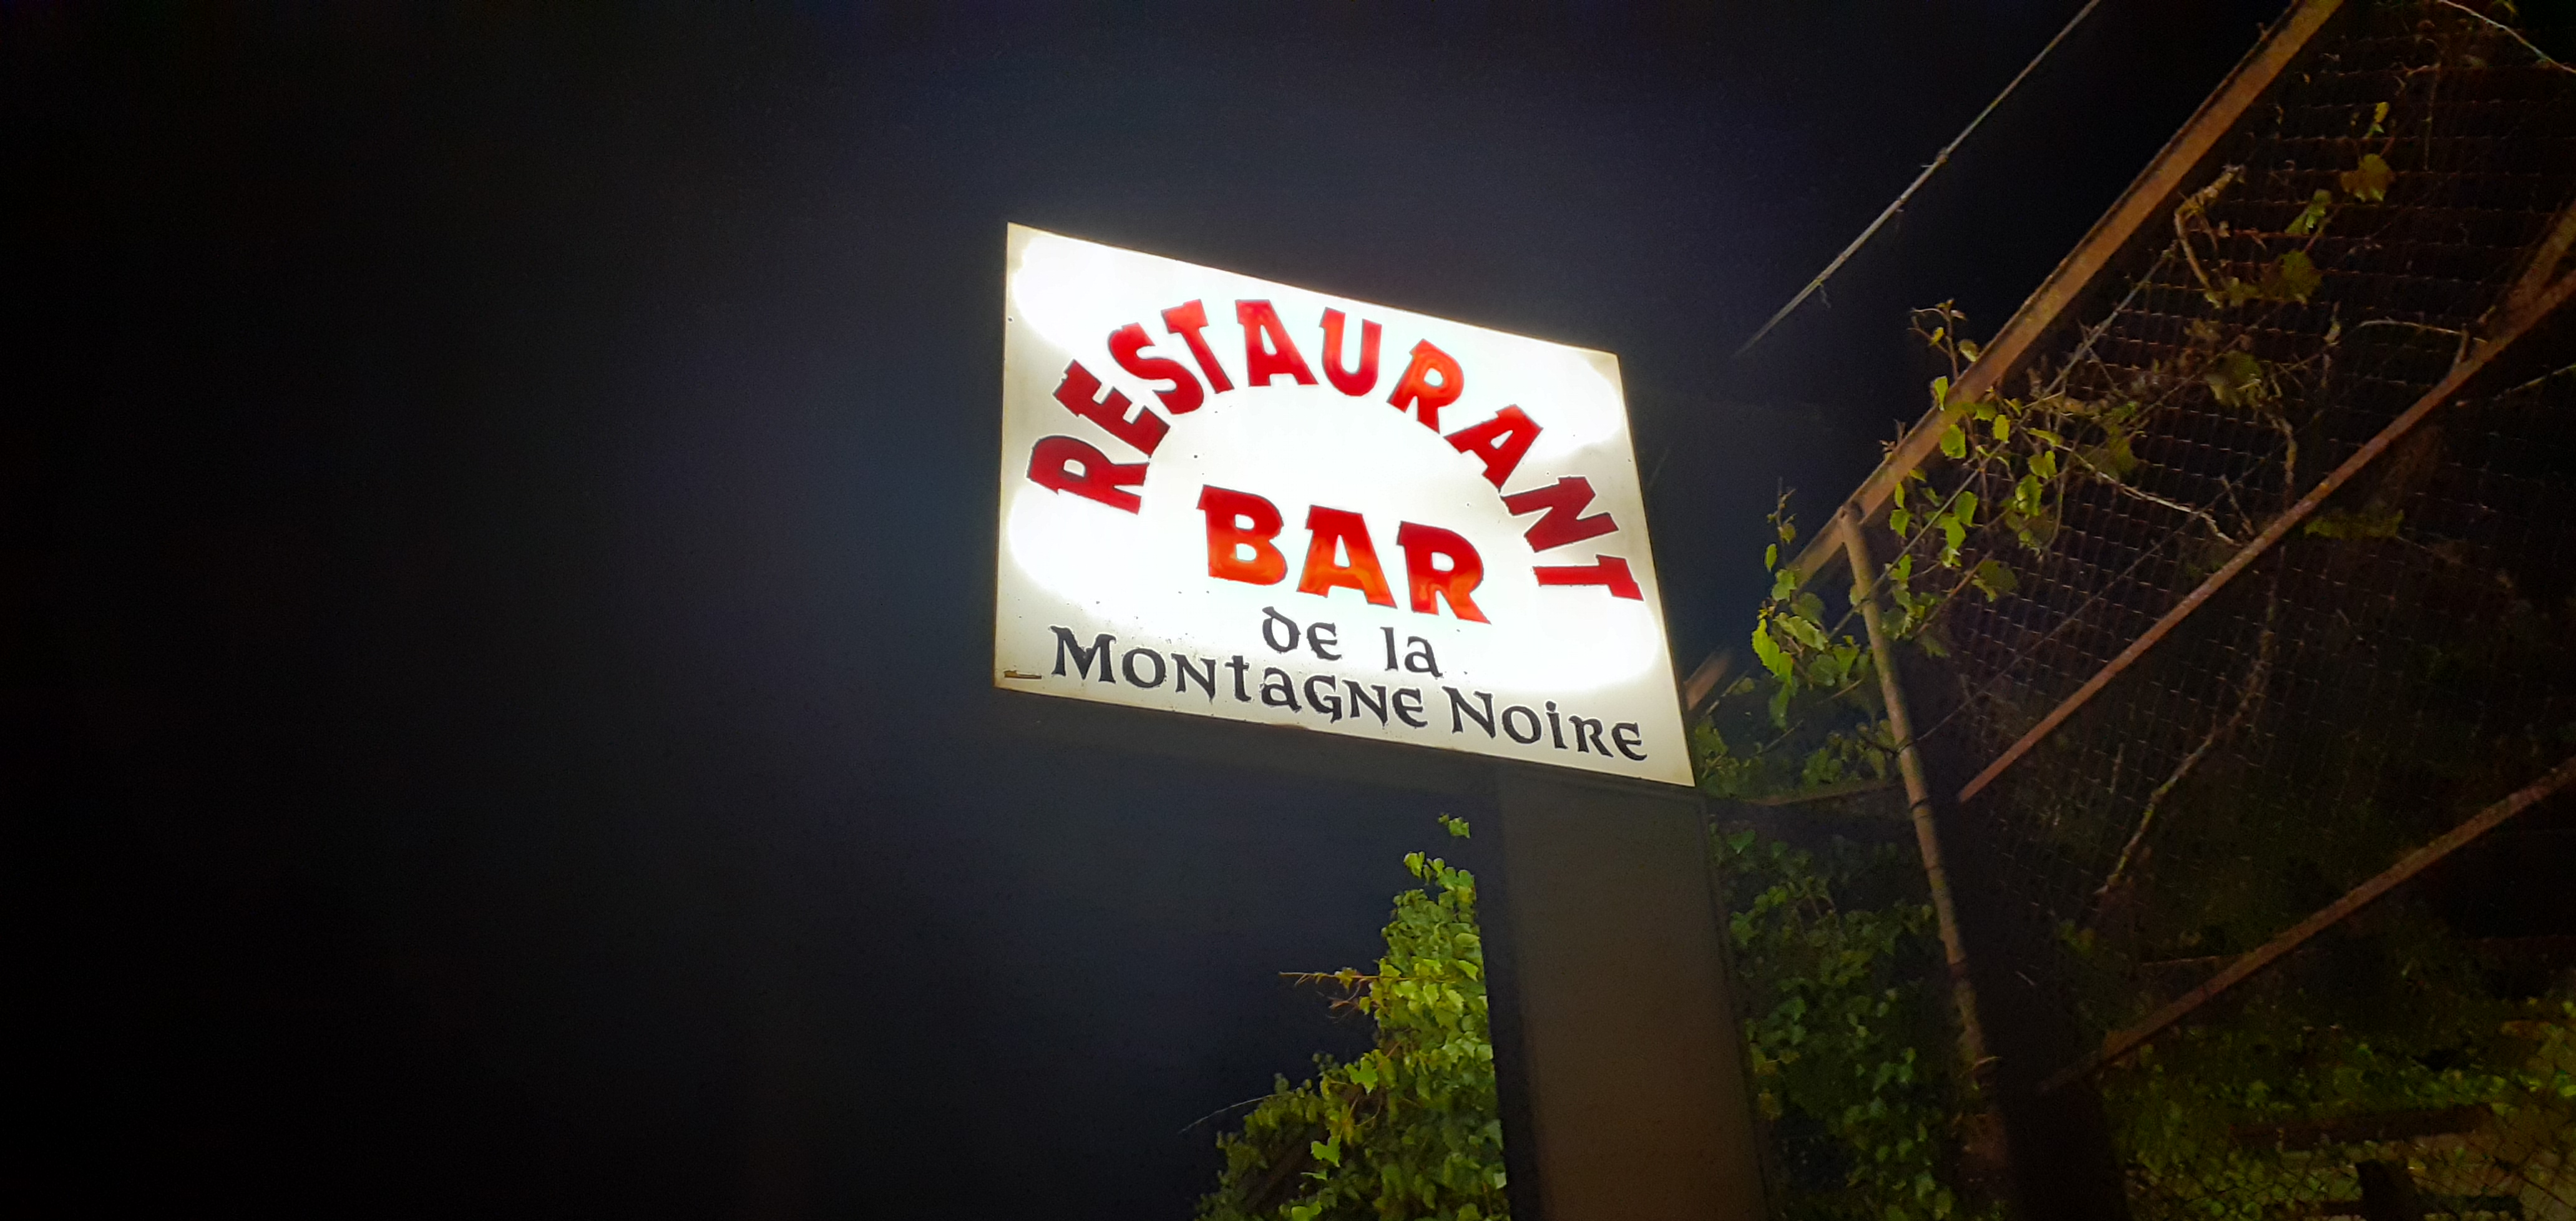 RESTAURANT
BAR
de la
Montagne Noire